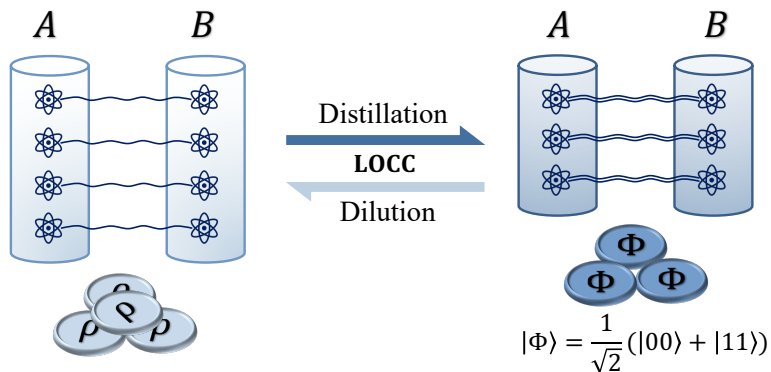 A B
A B
Distillation
LOCC
Dilution
ρ
ρ
ρ ρ
Φ
Φ Φ
|Φ⟩ = 1/√2 (|00⟩ + |11⟩)